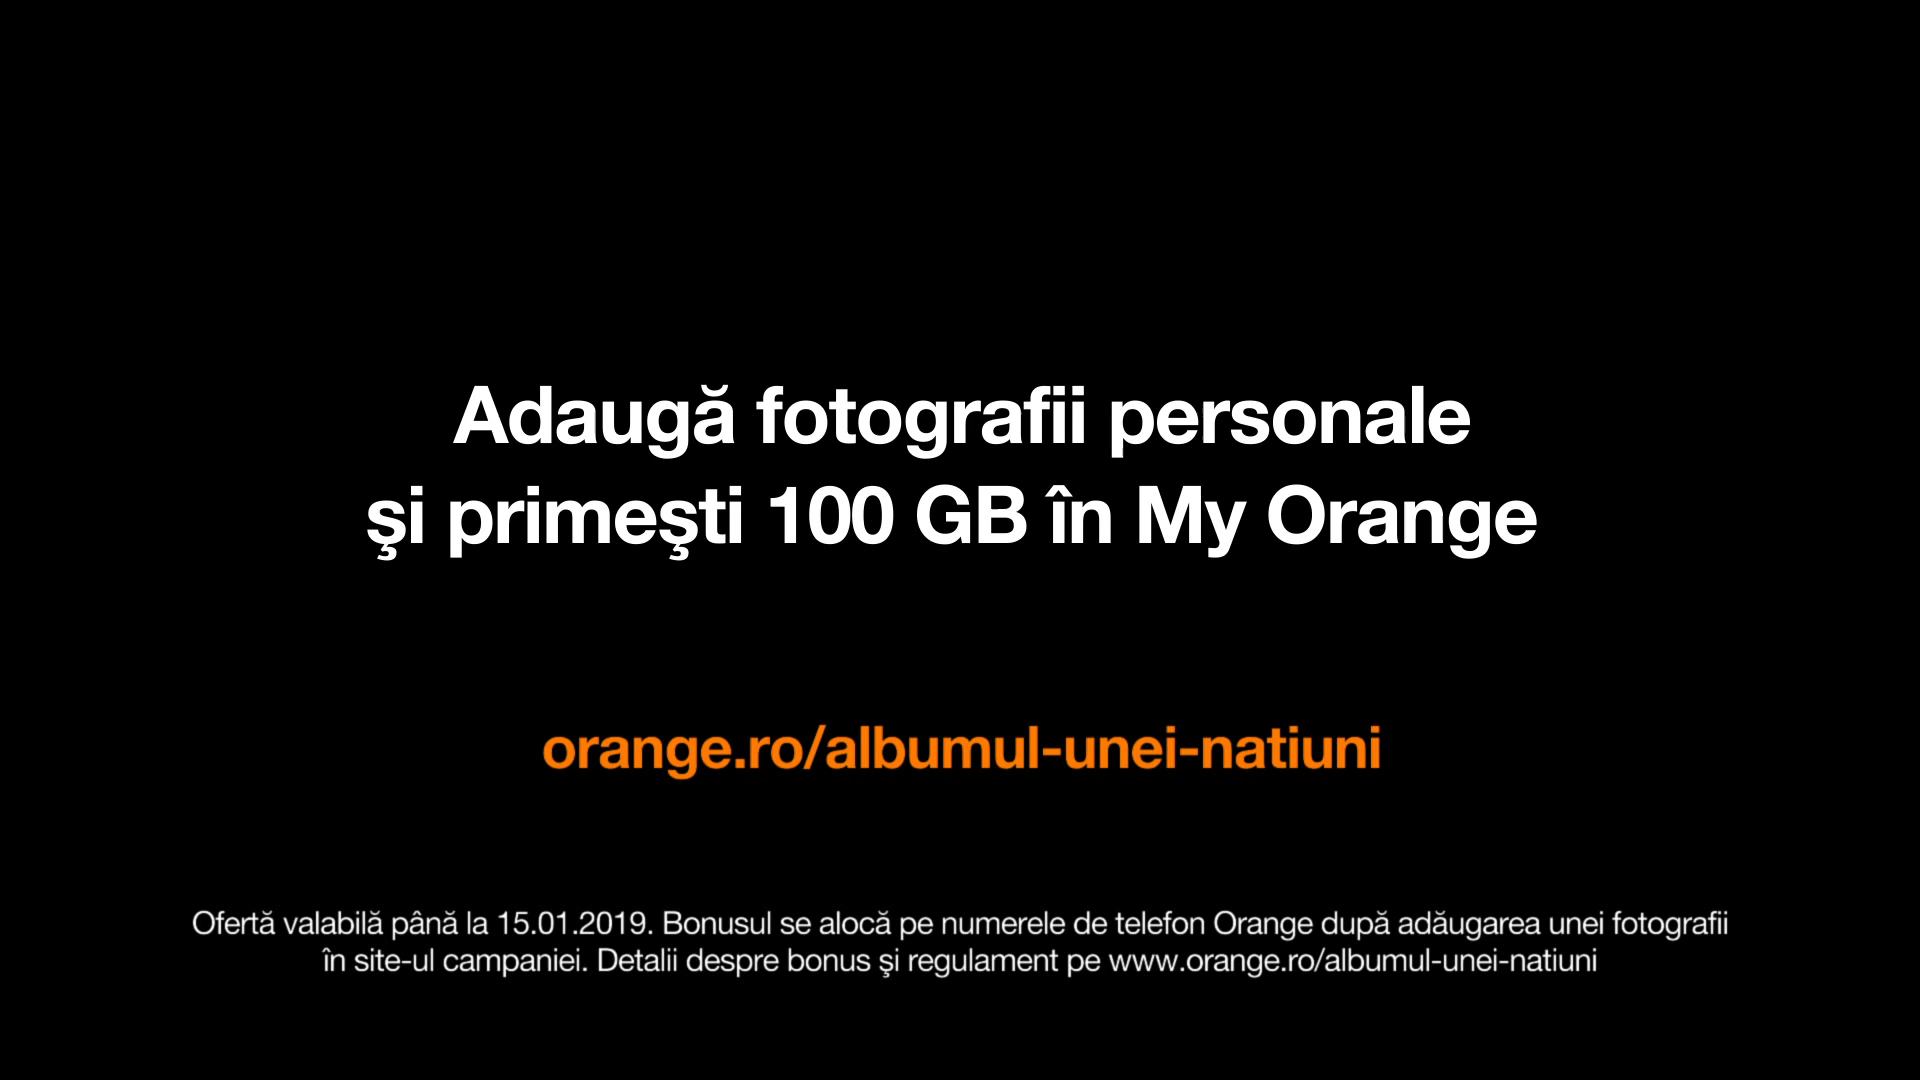 Adaugă fotografii personale
şi primeşti 100 GB în My Orange
orange.ro/albumul-unei-natiuni
Ofertă valabilă până la 15.01.2019. Bonusul se alocă pe numerele de telefon Orange după adăugarea unei fotografii
în site-ul campaniei. Detalii despre bonus şi regulament pe www.orange.ro/albumul-unei-natiuni